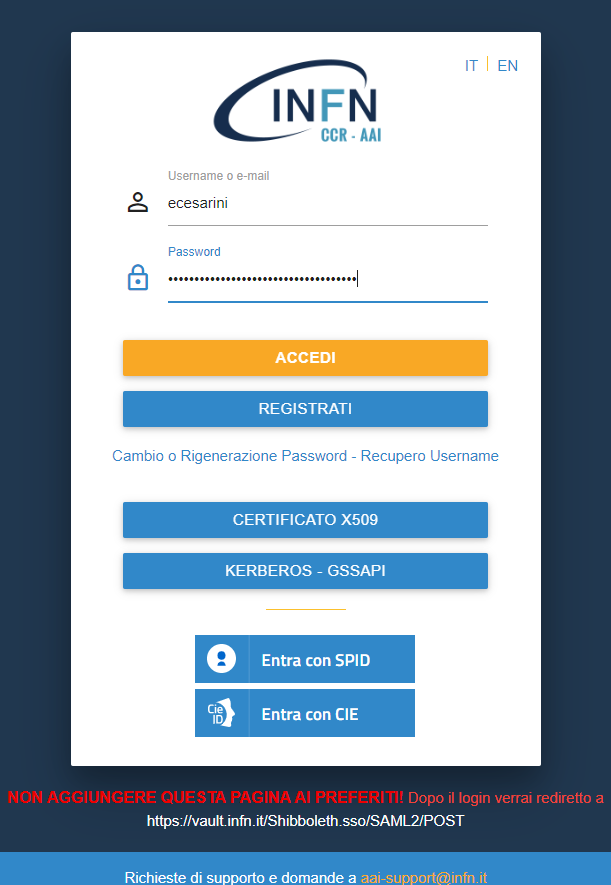 IT | EN
INFN
CCR - AAI
Username o e-mail
ecesarini
Password
••••••••••••••••••••••••••••••••••••
ACCEDI
REGISTRATI
Cambio o Rigenerazione Password - Recupero Username
CERTIFICATO X509
KERBEROS - GSSAPI
Entra con SPID
Cie ID
Entra con CIE
NON AGGIUNGERE QUESTA PAGINA AI PREFERITI! Dopo il login verrai rediretto a
https://vault.infn.it/Shibboleth.sso/SAML2/POST
Richieste di supporto e domande a aai-support@infn.it